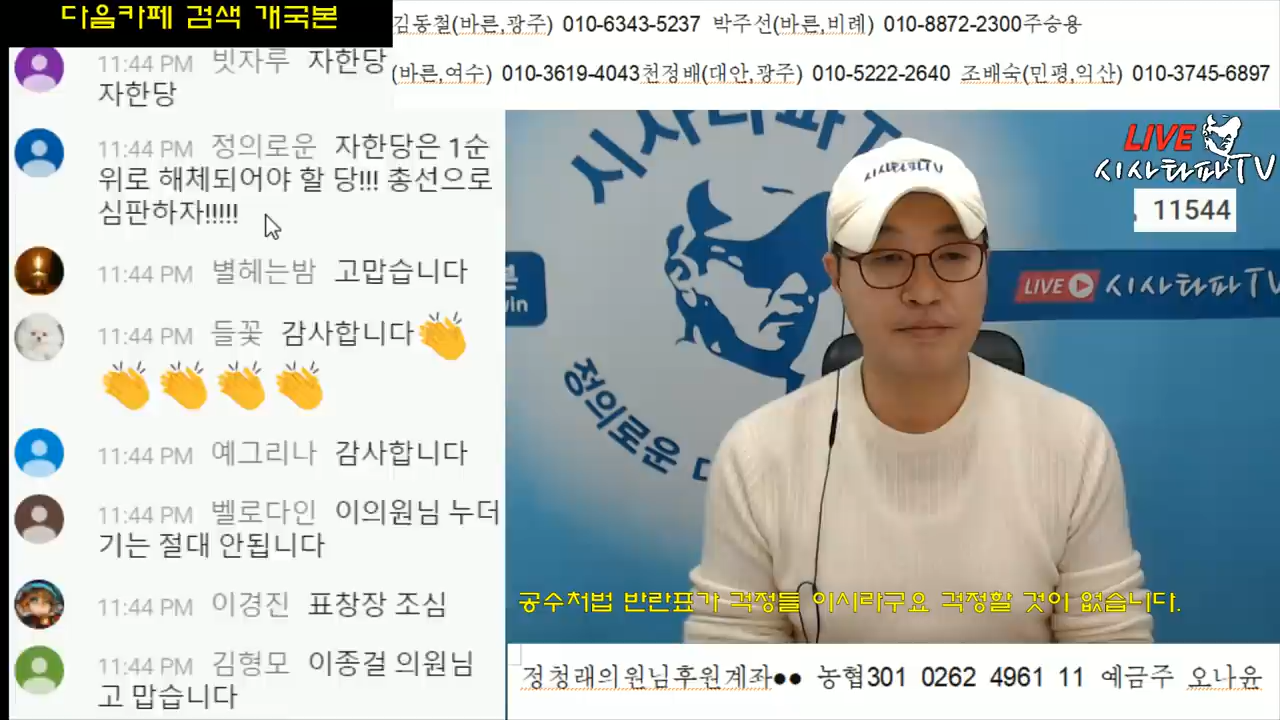 다음카페 검색 개국본
김동철(바른,광주) 010-6343-5237 박주선(바른,비례) 010-8872-2300주승용
(바른,여수) 010-3619-4043천정배(대안,광주) 010-5222-2640 조배숙(민평,익산) 010-3745-6897
11:44 PM 빗자루 자한당
자한당
11:44 PM 정의로운 자한당은 1순
위로 해체되어야 할 당!!! 총선으로
심판하자!!!!!
11:44 PM 별헤는밤 고맙습니다
11:44 PM 들꽃 감사합니다👏
👏👏👏👏
11:44 PM 예그리나 감사합니다
11:44 PM 벨로다인 이의원님 누더
기는 절대 안됩니다
11:44 PM 이경진 표창장 조심
11:44 PM 김형모 이종걸 의원님
고 맙습니다
시사타파T
정의로운
본
win
시사타파TV
LIVE
시사타파TV
11544
LIVE 시사타파TV
공수처법 반란표가 걱정들 이시라구요 걱정할 것이 없습니다.
정청래의원님후원계좌●● 농협301 0262 4961 11 예금주 오나윤